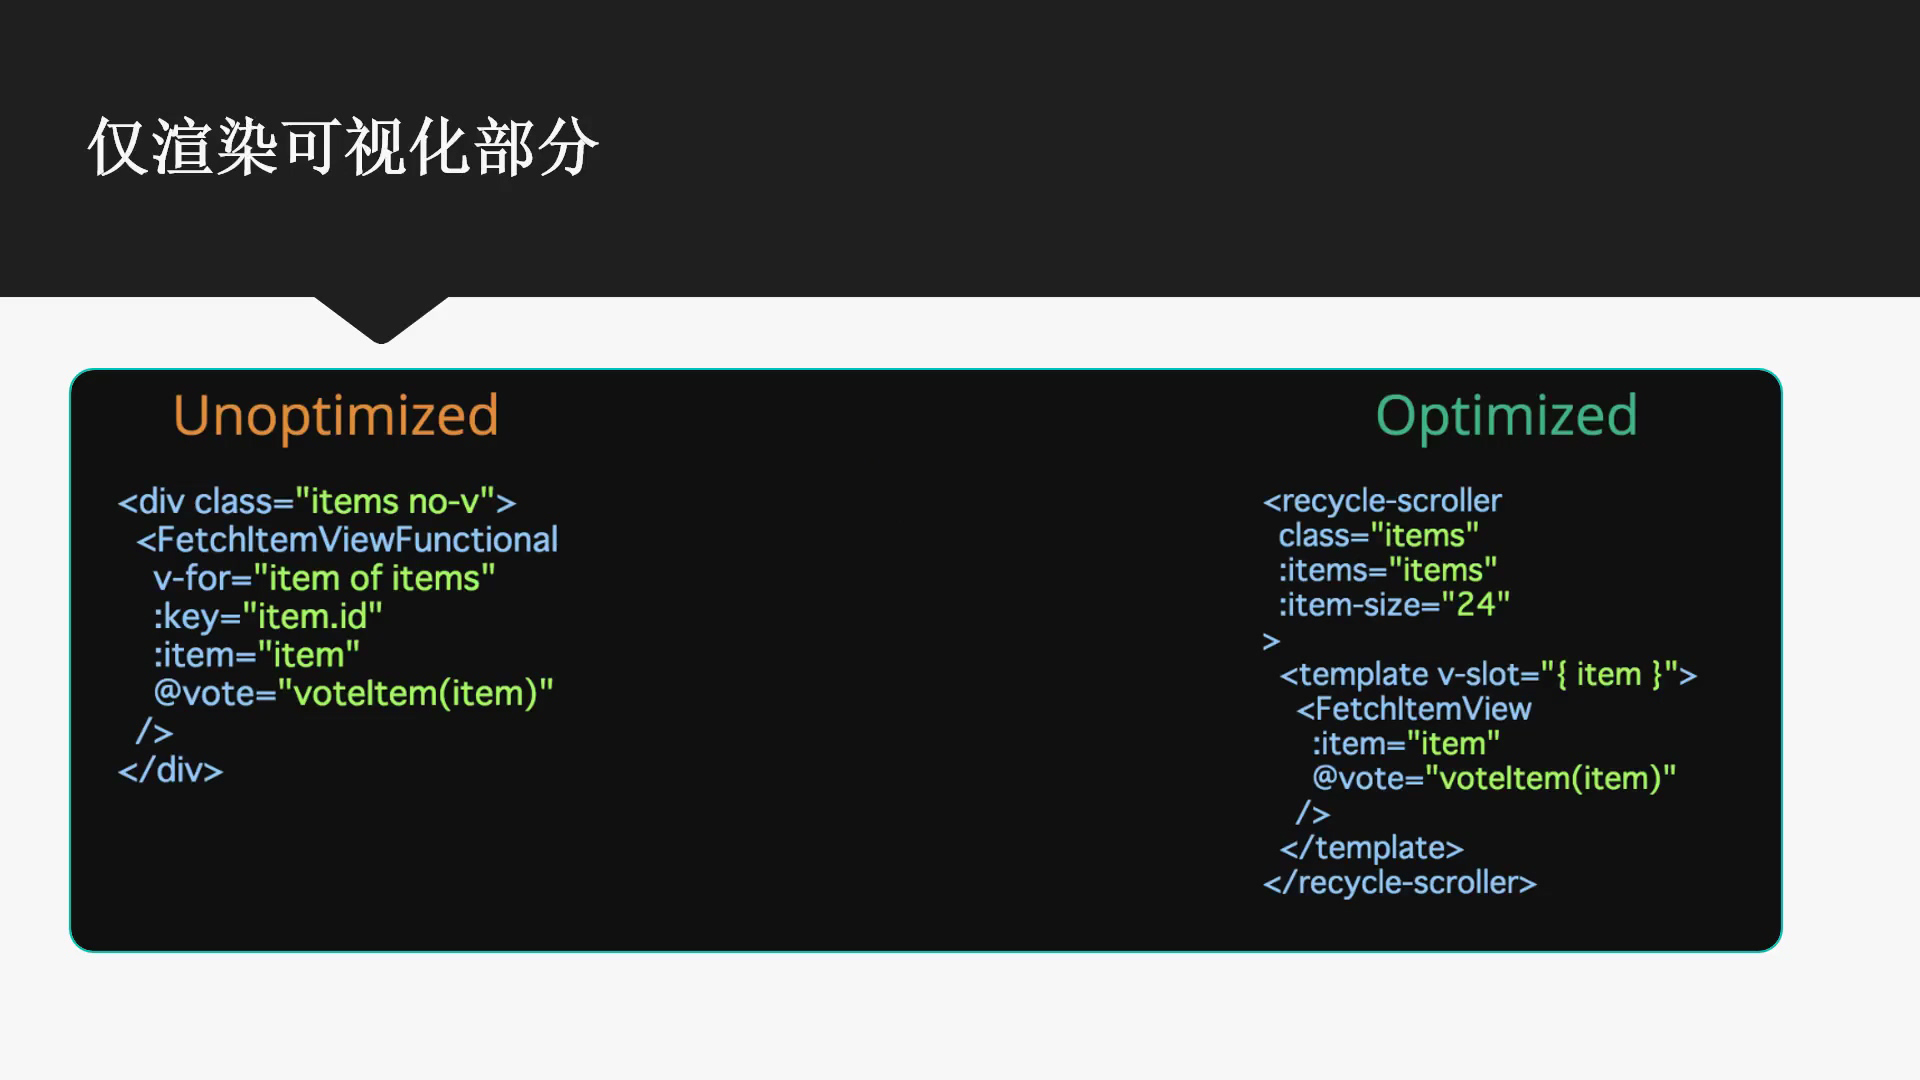 仅渲染可视化部分
Unoptimized
<div class="items no-v">
<FetchItemViewFunctional
v-for="item of items"
:key="item.id"
:item="item"
@vote="voteItem(item)"
/>
</div>
Optimized
<recycle-scroller
class="items"
:items="items"
:item-size="24"
>
<template v-slot="{ item }">
<FetchItemView
:item="item"
@vote="voteItem(item)"
/>
</template>
</recycle-scroller>